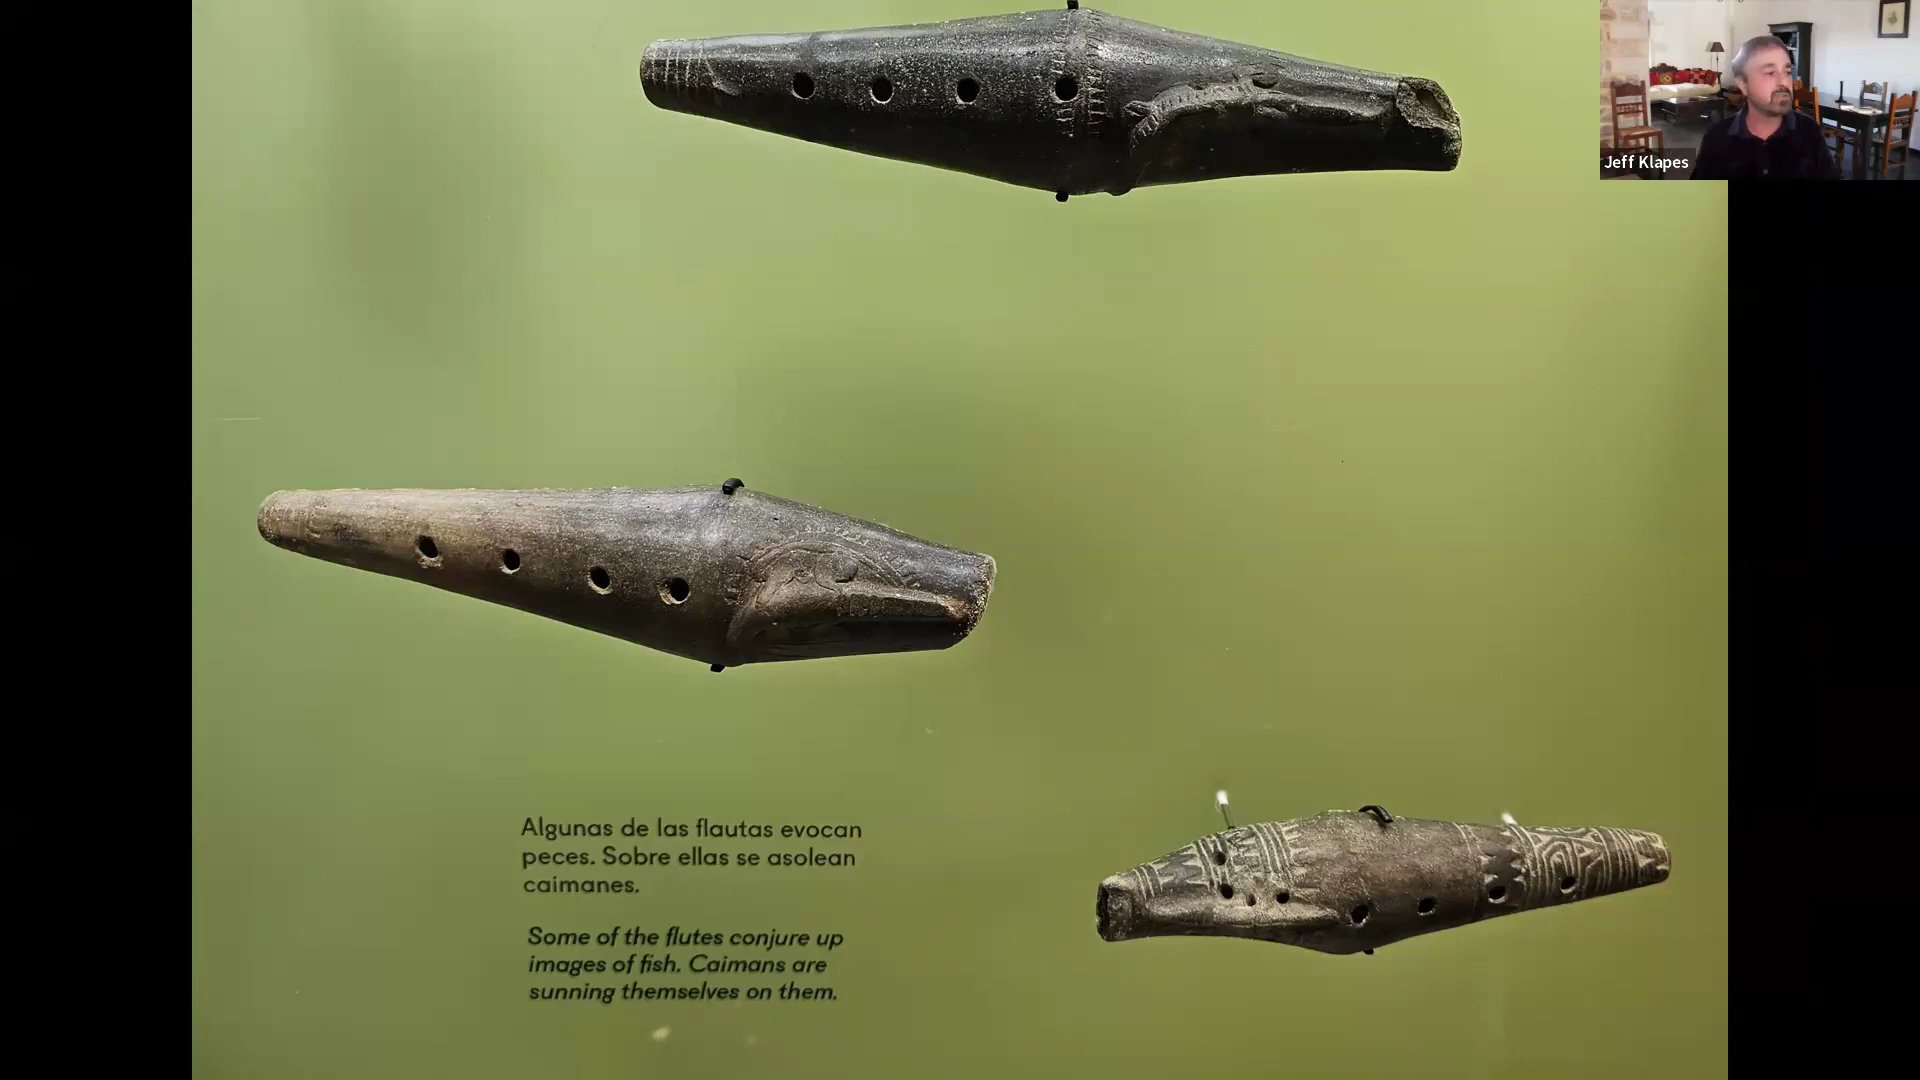 Jeff Klapes
Algunas de las flautas evocan
peces. Sobre ellas se asolean
caimanes.
Some of the flutes conjure up
images of fish. Caimans are
sunning themselves on them.